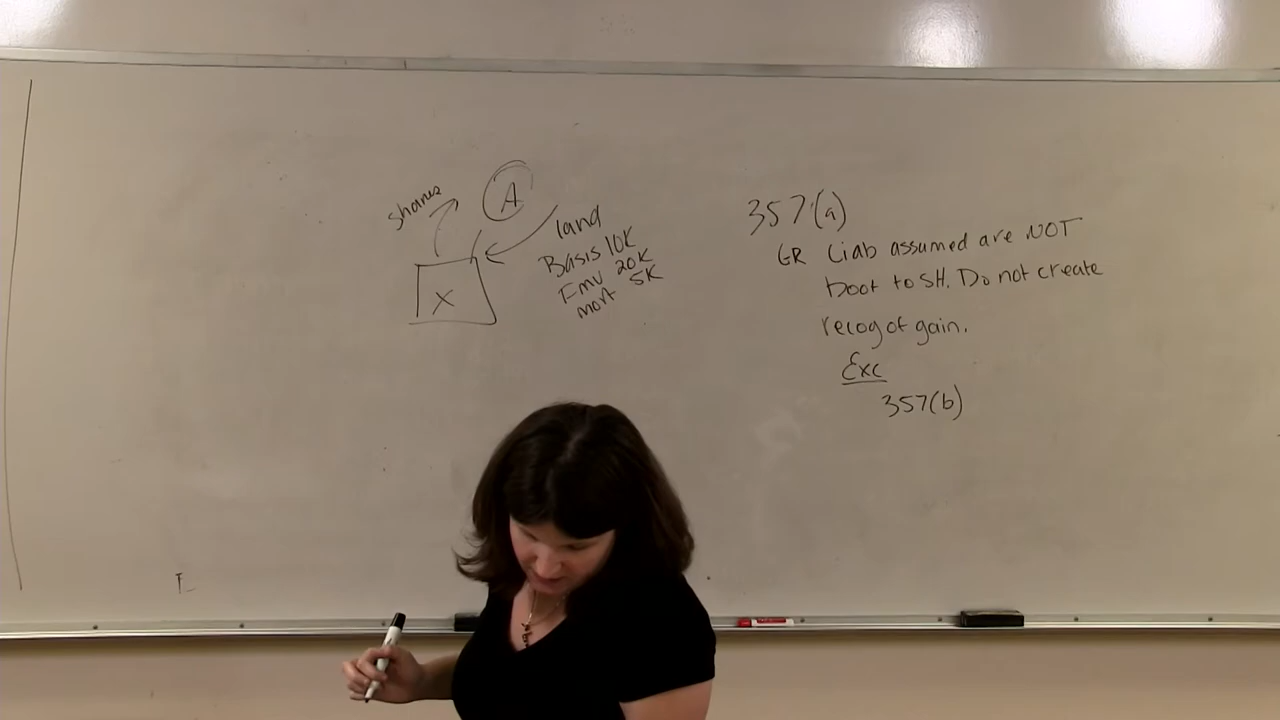 shares
A
X
land
Basis 10K
Fmv 20K
mort 5K
357(a)
GR Liab assumed are NOT
boot to SH. Do not create
recog of gain.
Exc
357(b)